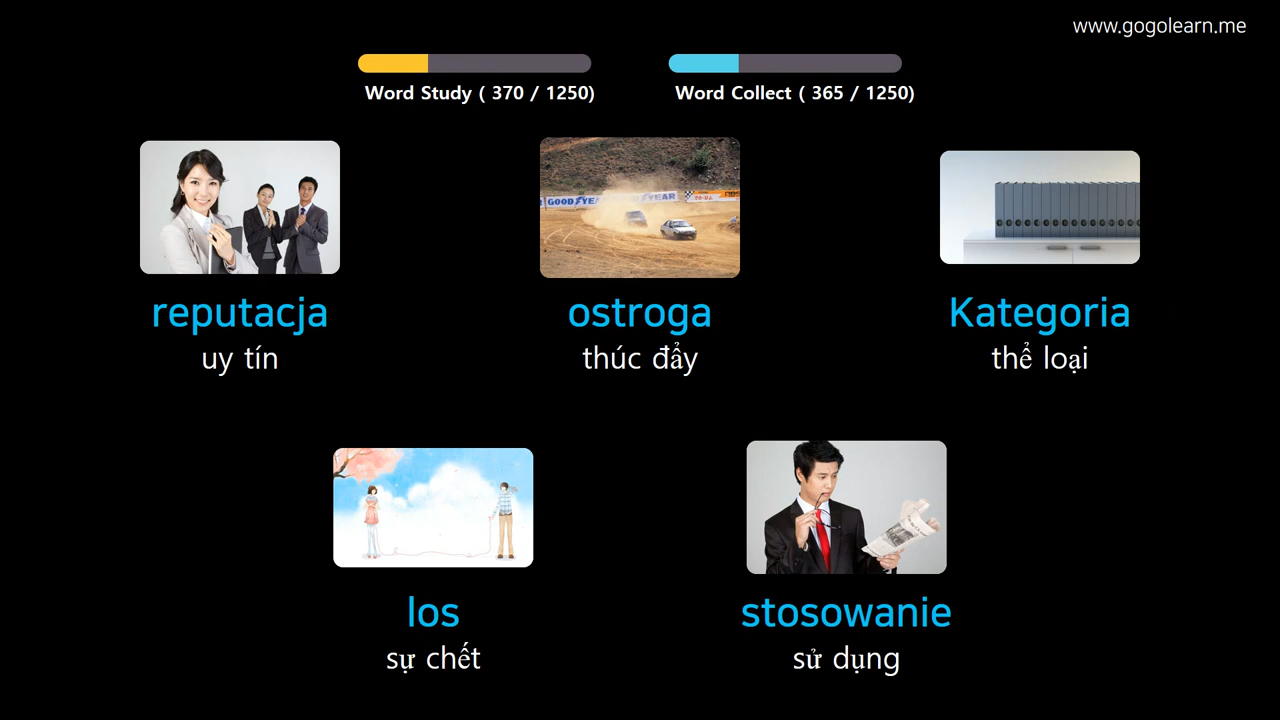 www.gogolearn.me
Word Study ( 370 / 1250)
Word Collect ( 365 / 1250)
GOODYEAR
reputacja
uy tín
ostroga
thúc đẩy
Kategoria
thể loại
los
sự chết
stosowanie
sử dụng